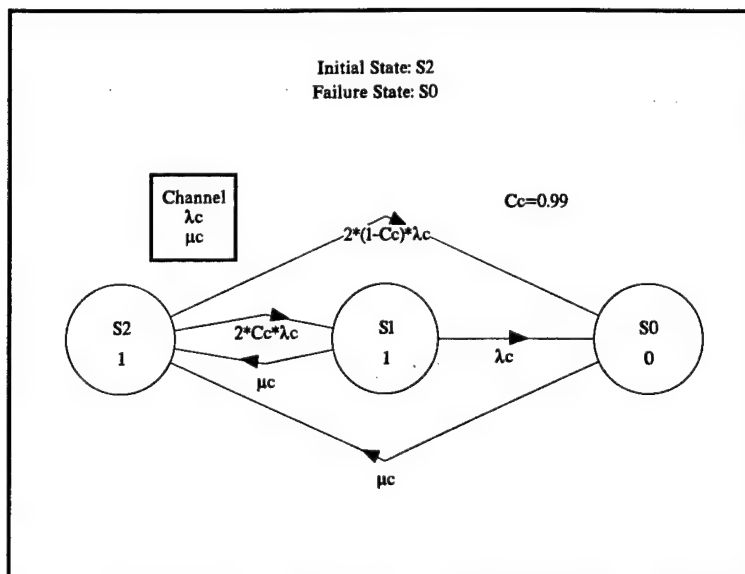 Initial State: S2
Failure State: S0
Channel
λc
μc
Cc=0.99
2*(1-Cc)*λc
S2
1
2*Cc*λc
μc
S1
1
λc
S0
0
μc